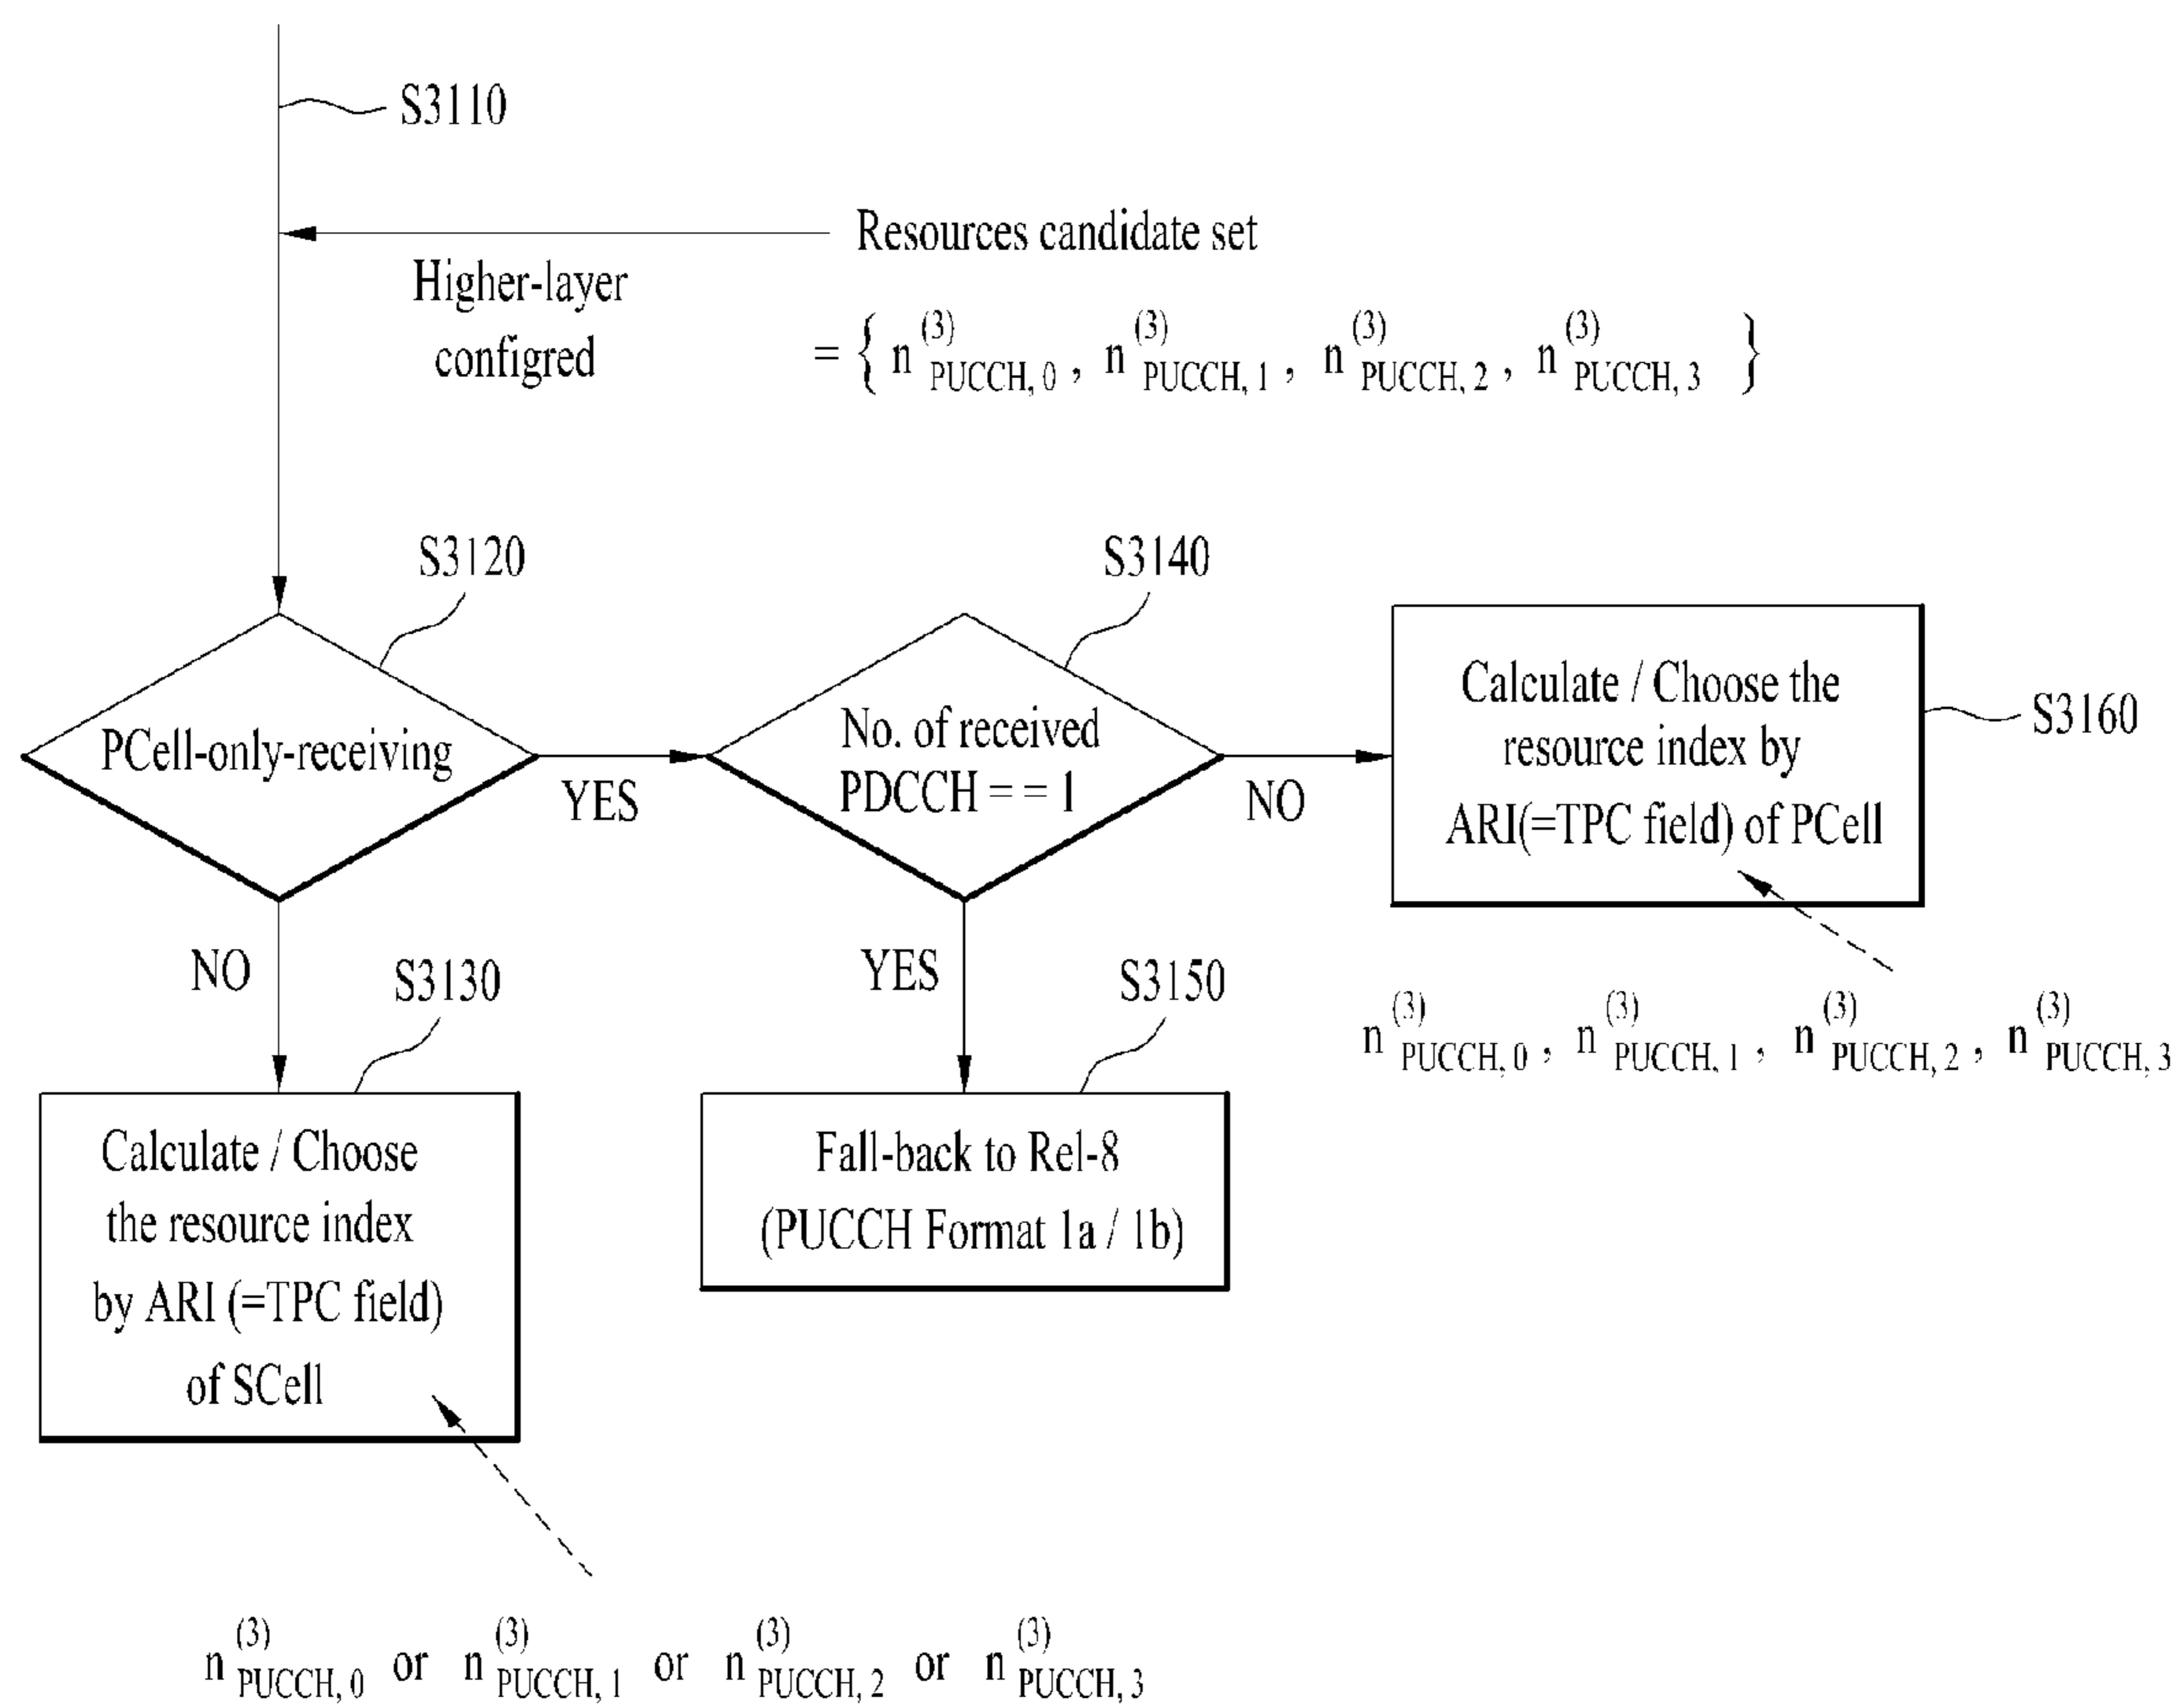 S3110
Resources candidate set
Higher-layer
configred
= { n(3)PUCCH, 0 , n(3)PUCCH, 1 , n(3)PUCCH, 2 , n(3)PUCCH, 3 }
S3120
S3140
PCell-only-receiving
YES
No. of received
PDCCH = = 1
NO
Calculate / Choose the
resource index by
ARI(=TPC field) of PCell
S3160
NO
S3130
YES
S3150
n(3)PUCCH, 0 , n(3)PUCCH, 1 , n(3)PUCCH, 2 , n(3)PUCCH, 3
Calculate / Choose
the resource index
by ARI (=TPC field)
of SCell
Fall-back to Rel-8
(PUCCH Format 1a / 1b)
n(3)PUCCH, 0 or n(3)PUCCH, 1 or n(3)PUCCH, 2 or n(3)PUCCH, 3